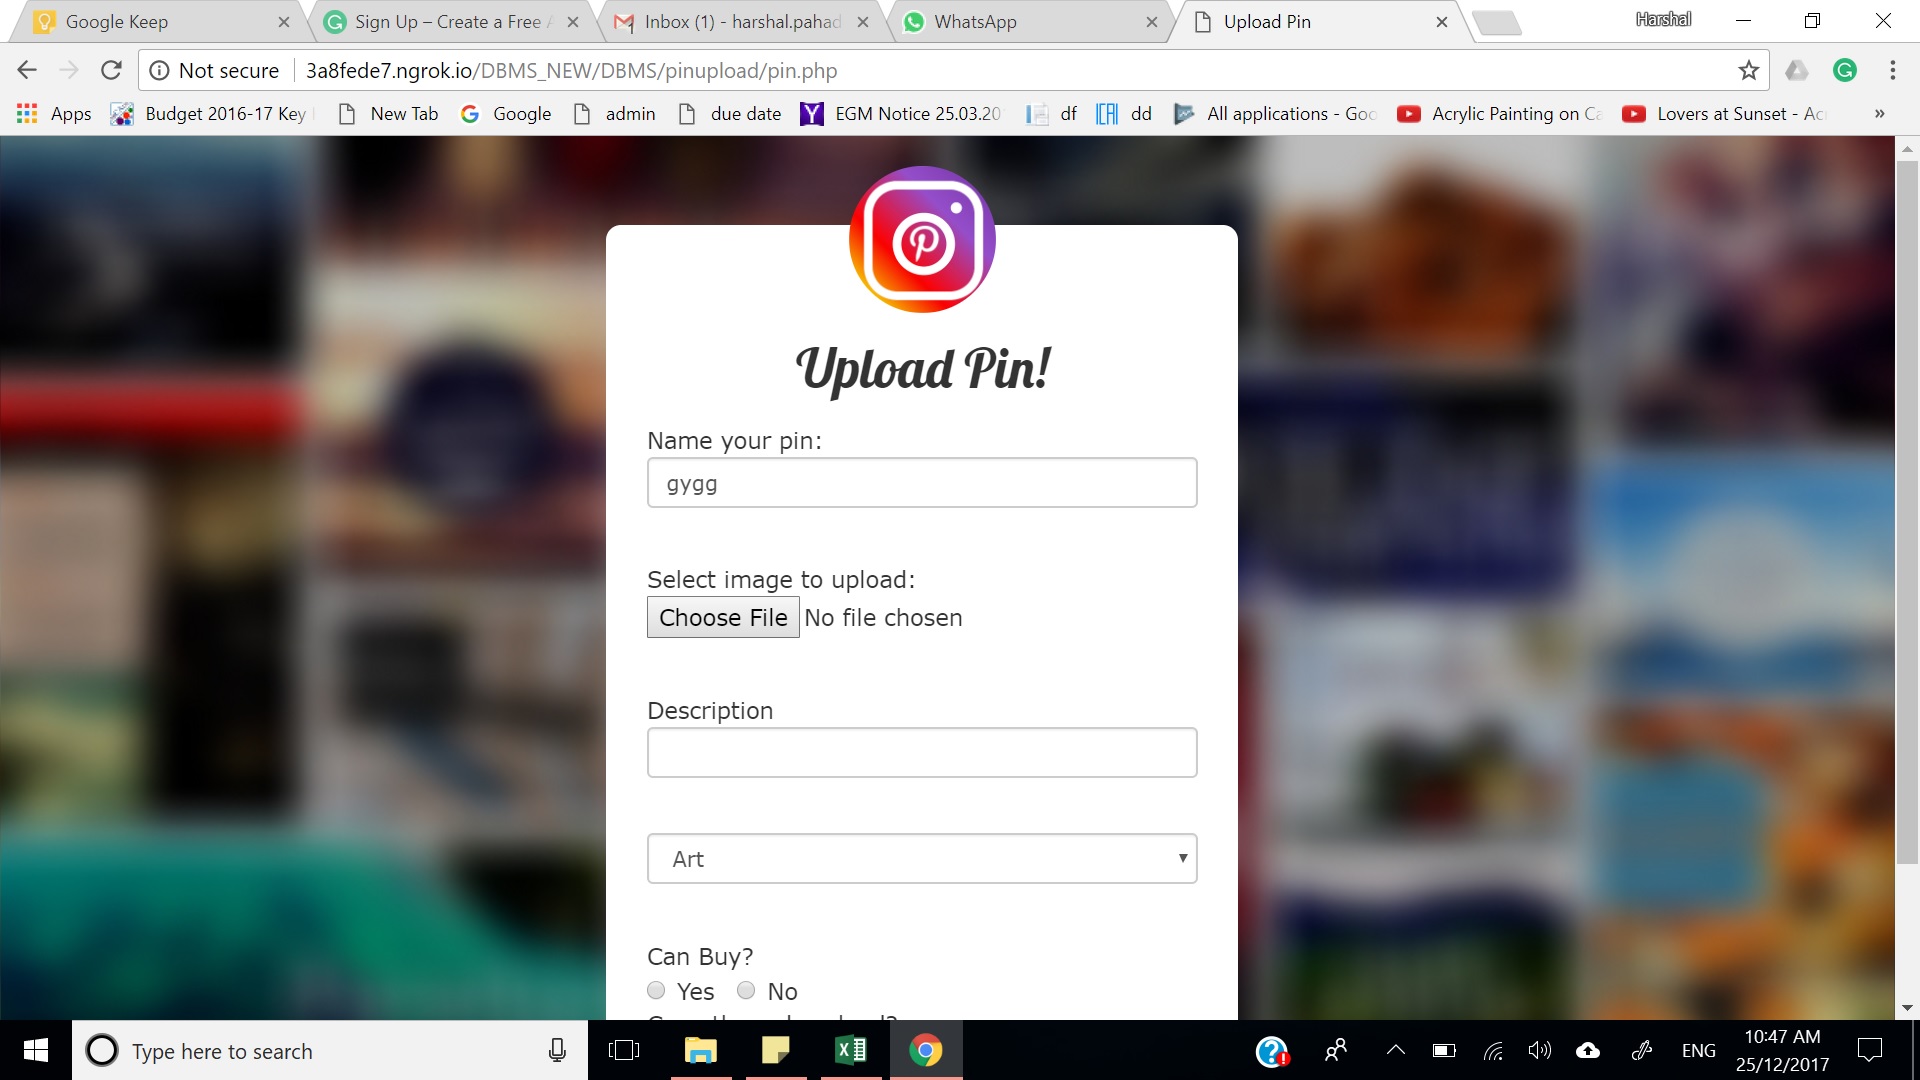 Google Keep
Sign Up – Create a Free
Inbox (1) - harshal.pahad
WhatsApp
Upload Pin
Harshal
Not secure
3a8fede7.ngrok.io/DBMS_NEW/DBMS/pinupload/pin.php
Apps
Budget 2016-17 Key
New Tab
Google
admin
due date
EGM Notice 25.03.20
df
dd
All applications - Goo
Acrylic Painting on Ca
Lovers at Sunset - Ac
»
Upload Pin!
Name your pin:
gygg
Select image to upload:
Choose File No file chosen
Description
Art
Can Buy?
Yes No
Type here to search
ENG
10:47 AM
25/12/2017